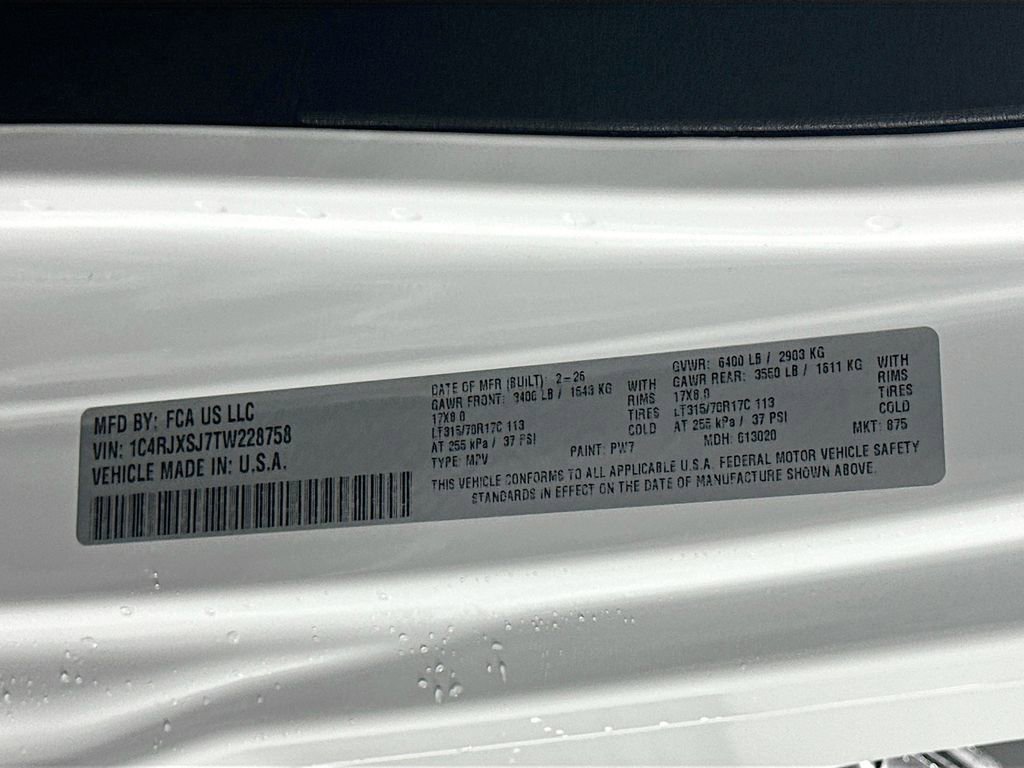 MFD BY: FCA US LLC
VIN: 1C4RJXSJ7TW228758
VEHICLE MADE IN: U.S.A.
DATE OF MFR (BUILT): 2-26
GAWR FRONT: 3400 LB / 1543 KG WITH
17X8.0 RIMS
LT315/70R17C 113 TIRES
AT 255 kPa / 37 PSI COLD
TYPE: MPV PAINT: PW7
GVWR: 6400 LB / 2903 KG
GAWR REAR: 3550 LB / 1611 KG WITH
17X8.0 RIMS
LT315/70R17C 113 TIRES
AT 255 kPa / 37 PSI COLD
MDH: 013020 MKT: 875
THIS VEHICLE CONFORMS TO ALL APPLICABLE U.S.A. FEDERAL MOTOR VEHICLE SAFETY
STANDARDS IN EFFECT ON THE DATE OF MANUFACTURE SHOWN ABOVE.